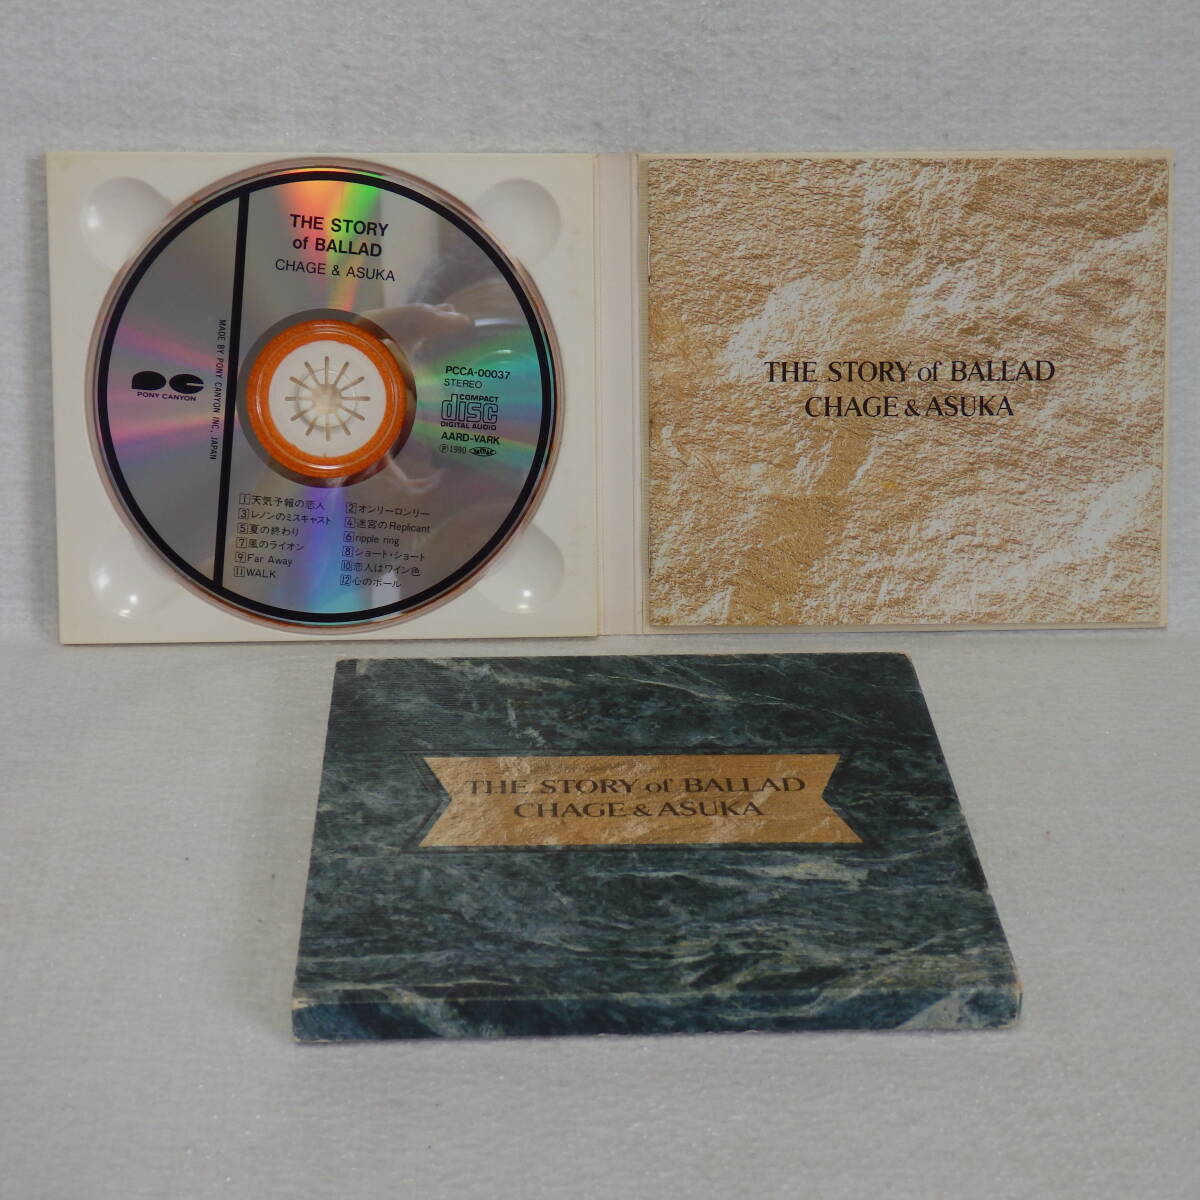 THE STORY
of BALLAD
CHAGE & ASUKA
MADE BY PONY CANYON INC., JAPAN
PONY CANYON
PCCA-00037
STEREO
COMPACT
disc
DIGITAL AUDIO
AARD-VARK
Ⓟ1990
1 天気予報の恋人
2 オンリーロンリー
3 レノンのミスキャスト
4 迷宮のReplicant
5 夏の終わり
6 ripple ring
7 風のライオン
8 ショート・ショート
9 Far Away
10 恋人はワイン色
11 WALK
12 心のボール
THE STORY of BALLAD
CHAGE & ASUKA
THE STORY of BALLAD
CHAGE & ASUKA